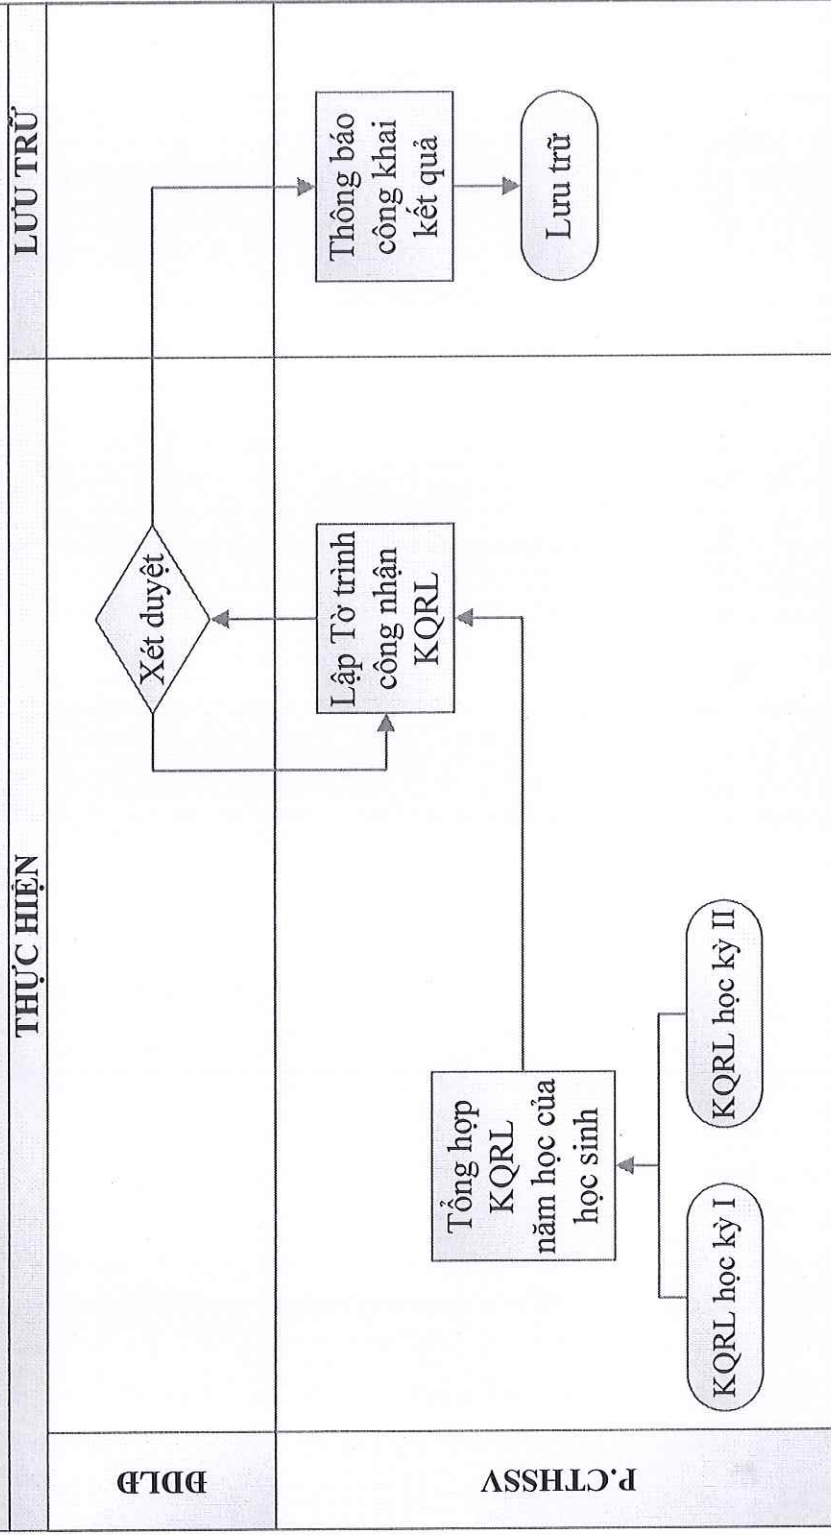 THỰC HIỆN
LƯU TRỮ
ĐDLĐ
Xét duyệt
P.CTHSSV
KQRL học kỳ I
KQRL học kỳ II
Tổng hợp
KQRL
năm học của
học sinh
Lập Tờ trình
công nhận
KQRL
Thông báo
công khai
kết quả
Lưu trữ